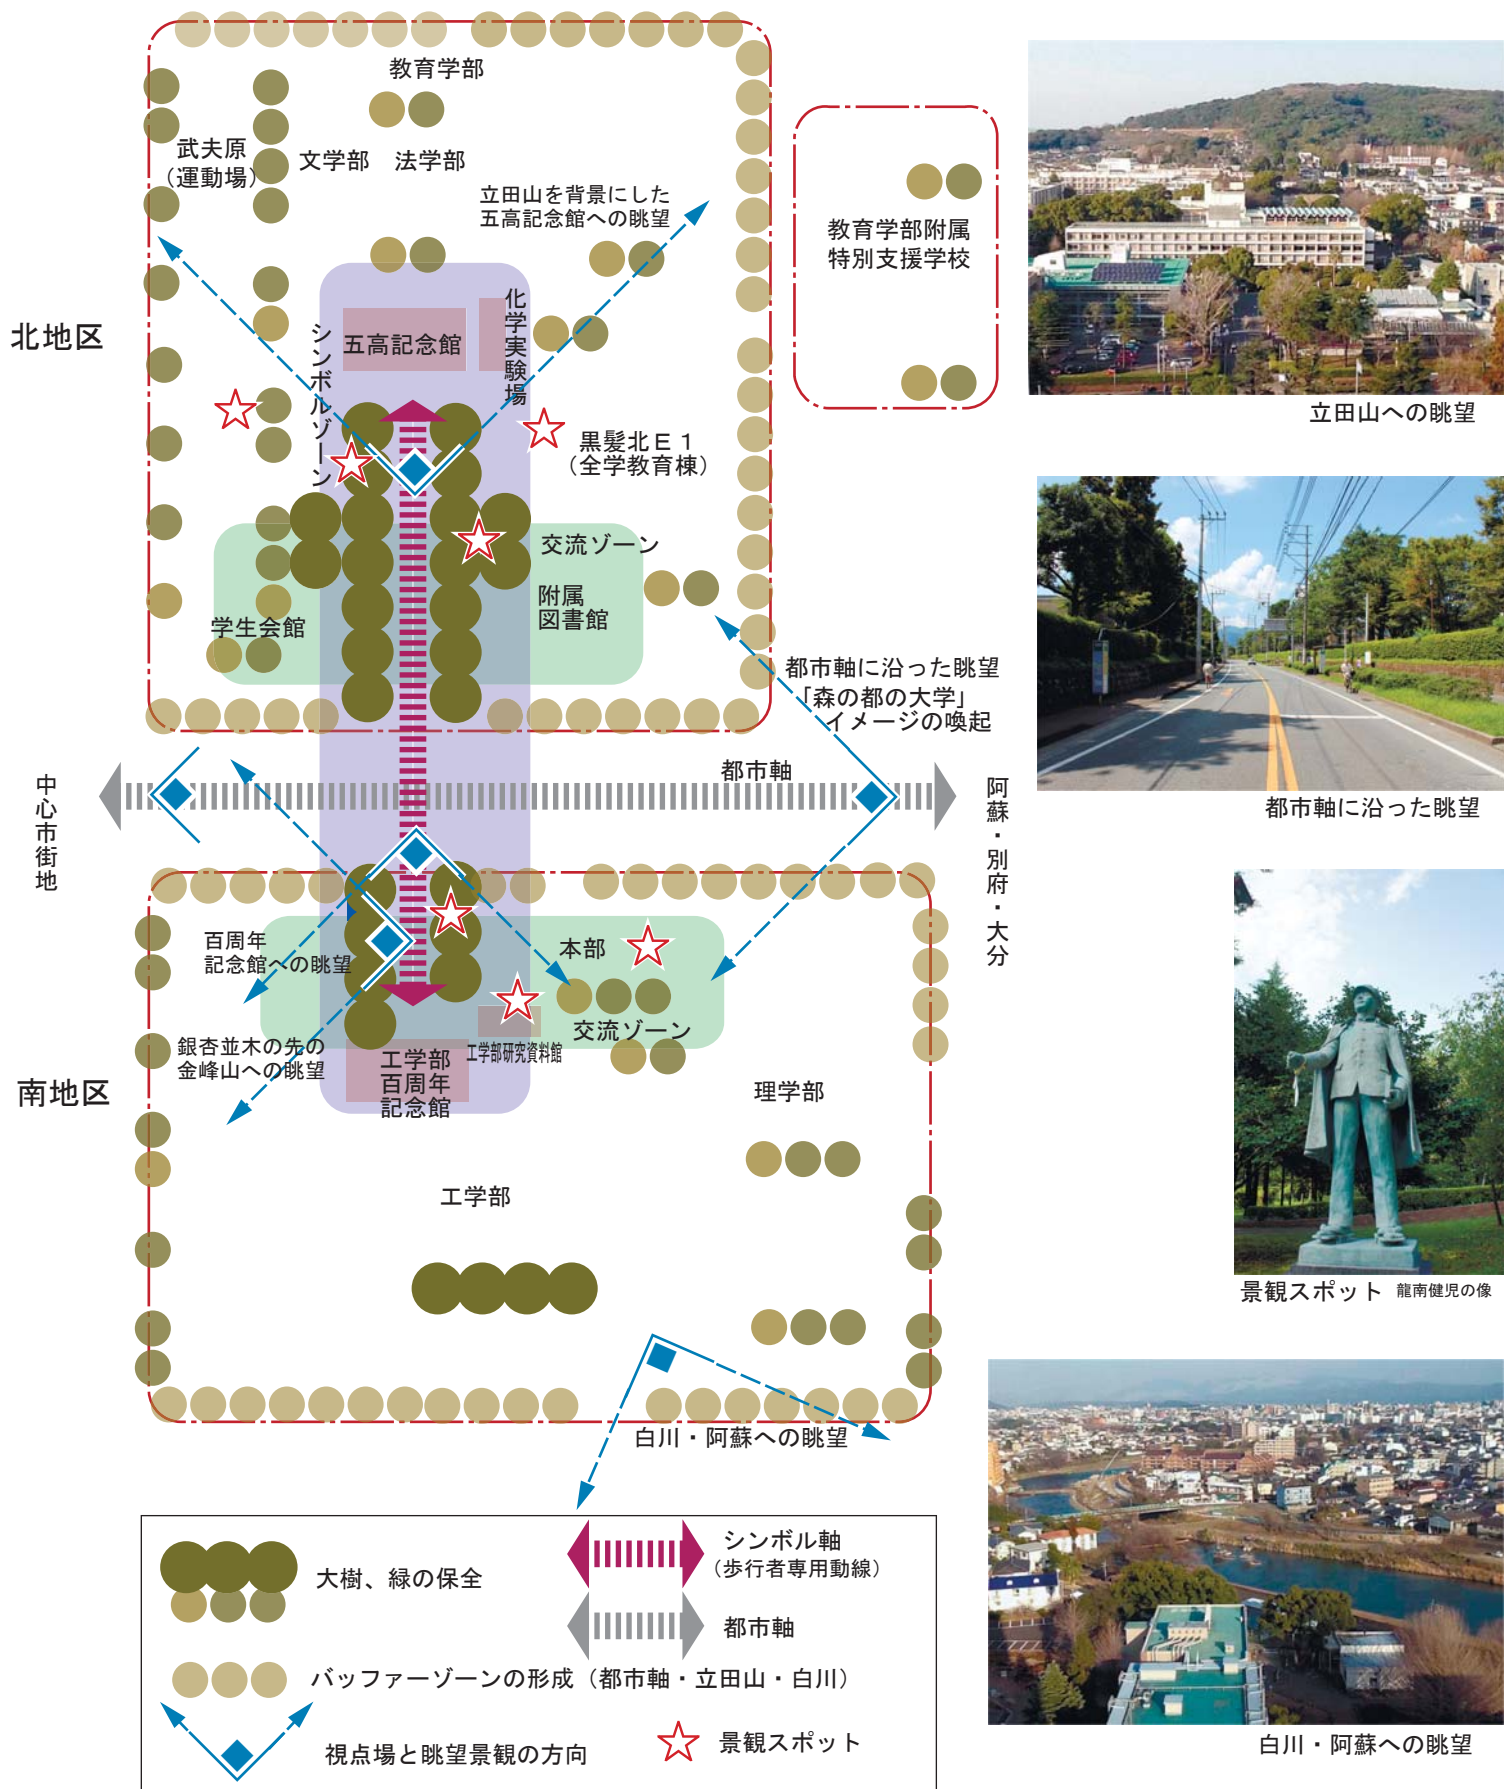 教育学部
武夫原
（運動場）
文学部
法学部
立田山を背景にした
五高記念館への眺望
教育学部附属
特別支援学校
立田山への眺望
北地区
シンボルゾーン
五高記念館
化学実験場
黒髪北Ｅ１
（全学教育棟）
交流ゾーン
附属
図書館
学生会館
都市軸に沿った眺望
「森の都の大学」
イメージの喚起
都市軸
中心市街地
阿蘇・別府・大分
都市軸に沿った眺望
百周年
記念館への眺望
本部
交流ゾーン
銀杏並木の先の
金峰山への眺望
工学部研究資料館
工学部
百周年
記念館
南地区
理学部
工学部
景観スポット 龍南健児の像
白川・阿蘇への眺望
大樹、緑の保全
シンボル軸
（歩行者専用動線）
都市軸
バッファーゾーンの形成（都市軸・立田山・白川）
視点場と眺望景観の方向
景観スポット
白川・阿蘇への眺望